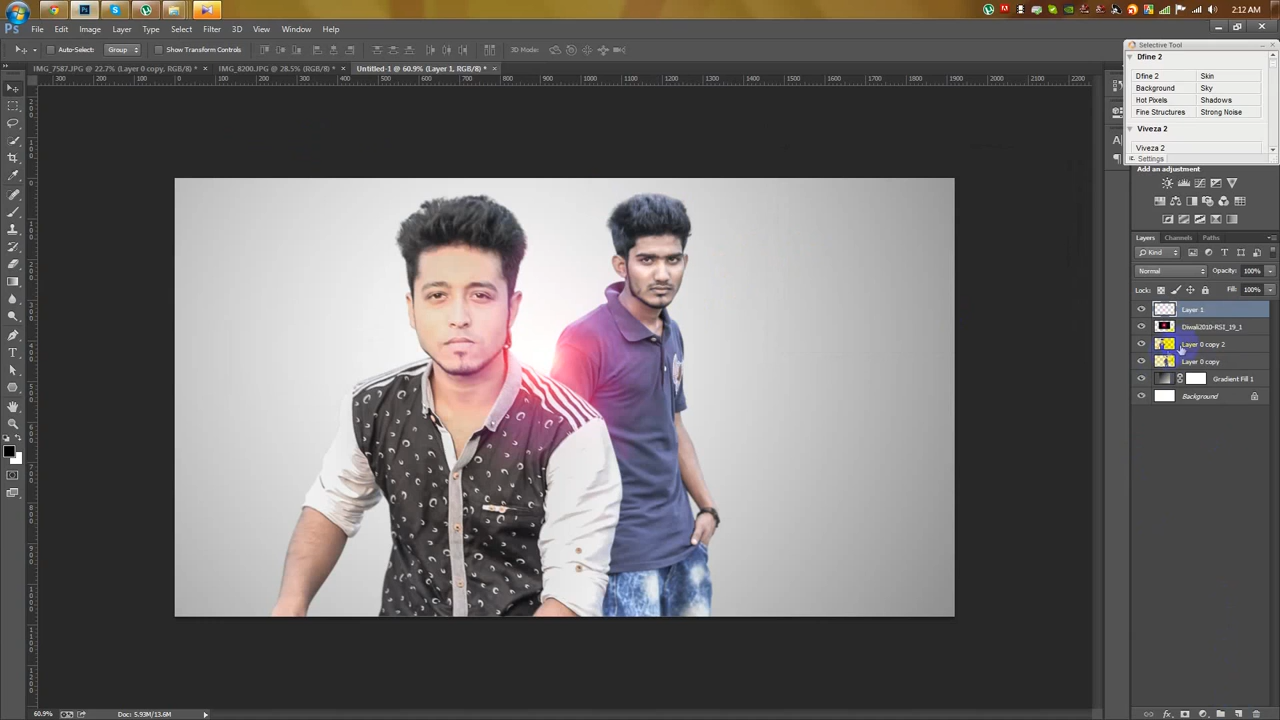 2:12 AM
Ps File Edit Image Layer Type Select Filter 3D View Window Help
Auto-Select: Group Show Transform Controls 3D Mode:
IMG_7587.JPG @ 22.7% (Layer 0 copy, RGB/8) * × IMG_8200.JPG @ 28.5% (RGB/8) * × Untitled-1 @ 60.9% (Layer 1, RGB/8) * ×
Selective Tool
Dfine 2
Dfine 2 Skin
Background Sky
Hot Pixels Shadows
Fine Structures Strong Noise
Viveza 2
Viveza 2
Settings
Add an adjustment
Layers Channels Paths
Kind
Normal Opacity: 100%
Lock: Fill: 100%
Layer 1
Diwali2010-RSI_19_1
Layer 0 copy 2
Layer 0 copy
Gradient Fill 1
Background
60.9% Doc: 5.93M/13.6M